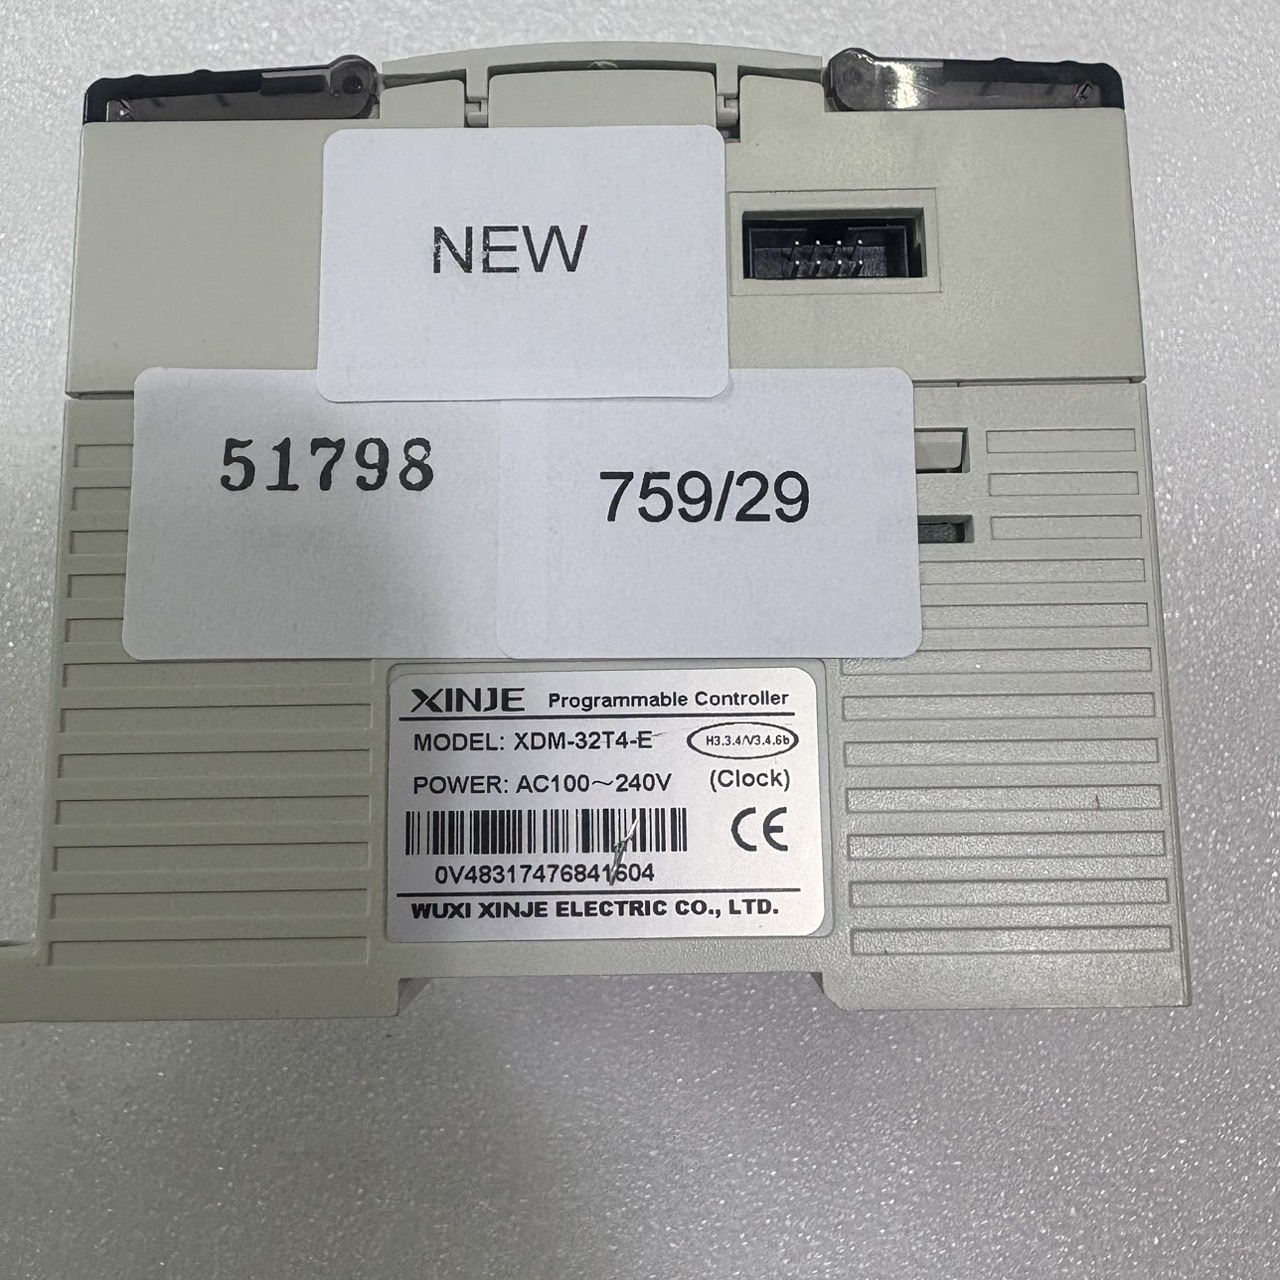 NEW
51798
759/29
XINJE Programmable Controller
MODEL: XDM-32T4-E H3.3.4/V3.4.6b
POWER: AC100～240V (Clock)
CE
0V48317476841604
WUXI XINJE ELECTRIC CO., LTD.